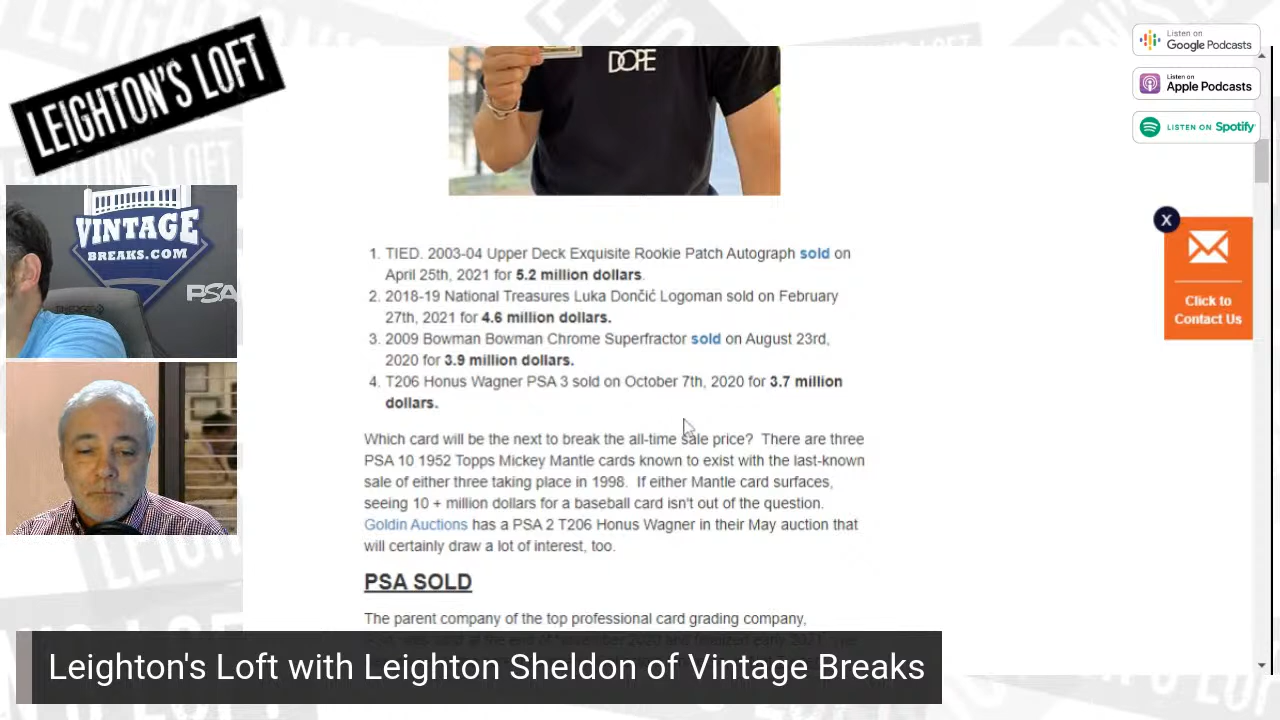 LEIGHTON'S LOFT
Listen on
Google Podcasts
Listen on
Apple Podcasts
LISTEN ON Spotify
DOPE
VINTAGE
BREAKS.COM
PSA
X
Click to
Contact Us
1. TIED. 2003-04 Upper Deck Exquisite Rookie Patch Autograph sold on
April 25th, 2021 for 5.2 million dollars.
2. 2018-19 National Treasures Luka Dončić Logoman sold on February
27th, 2021 for 4.6 million dollars.
3. 2009 Bowman Bowman Chrome Superfractor sold on August 23rd,
2020 for 3.9 million dollars.
4. T206 Honus Wagner PSA 3 sold on October 7th, 2020 for 3.7 million
dollars.
Which card will be the next to break the all-time sale price? There are three
PSA 10 1952 Topps Mickey Mantle cards known to exist with the last-known
sale of either three taking place in 1998. If either Mantle card surfaces,
seeing 10 + million dollars for a baseball card isn't out of the question.
Goldin Auctions has a PSA 2 T206 Honus Wagner in their May auction that
will certainly draw a lot of interest, too.
PSA SOLD
The parent company of the top professional card grading company,
Leighton's Loft with Leighton Sheldon of Vintage Breaks